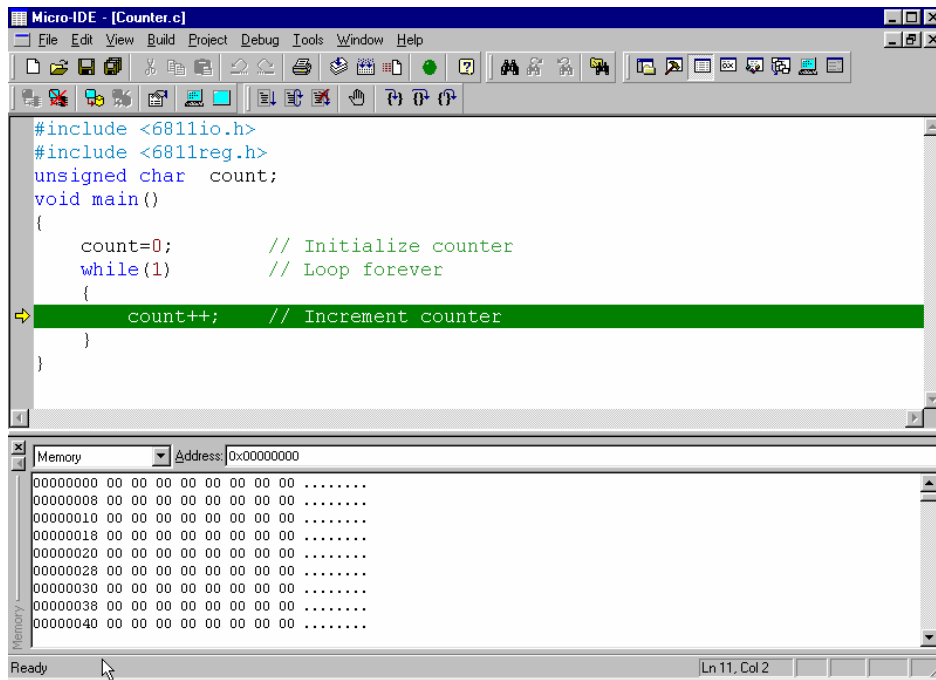 Micro-IDE - [Counter.c]
File Edit View Build Project Debug Tools Window Help
#include <6811io.h>
#include <6811reg.h>
unsigned char  count;
void main()
{
    count=0;        // Initialize counter
    while(1)        // Loop forever
    {
        count++;    // Increment counter
    }
}
Memory Address: 0x00000000
00000000 00 00 00 00 00 00 00 00 ........
00000008 00 00 00 00 00 00 00 00 ........
00000010 00 00 00 00 00 00 00 00 ........
00000018 00 00 00 00 00 00 00 00 ........
00000020 00 00 00 00 00 00 00 00 ........
00000028 00 00 00 00 00 00 00 00 ........
00000030 00 00 00 00 00 00 00 00 ........
00000038 00 00 00 00 00 00 00 00 ........
00000040 00 00 00 00 00 00 00 00 ........
Memory
Ready Ln 11, Col 2